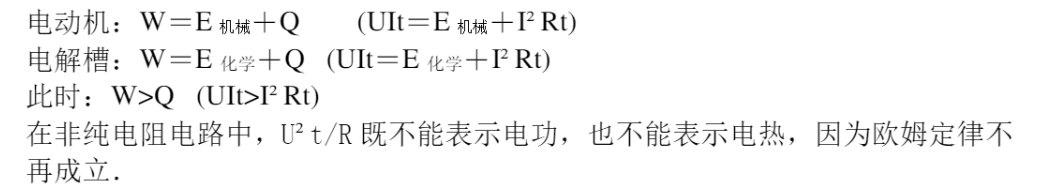 电动机：W＝E 机械＋Q （UIt＝E 机械＋I² Rt)
电解槽：W＝E 化学＋Q (UIt＝E 化学＋I² Rt)
此时：W>Q (UIt>I² Rt)
在非纯电阻电路中，U² t/R 既不能表示电功，也不能表示电热，因为欧姆定律不
再成立．